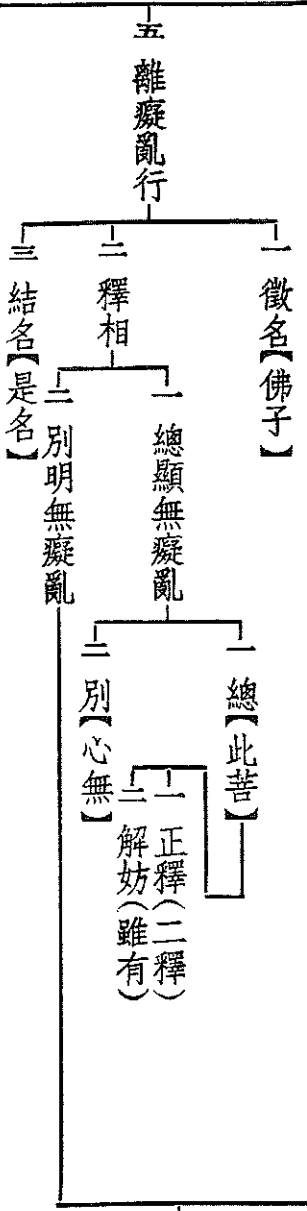 五 離癡亂行
一 徵名【佛子】
二 釋相
一 總顯無癡亂
一 總【此菩】
一 正釋(二釋)
二 解妨(雖有)
二 別【心無】
二 別明無癡亂
三 結名【是名】